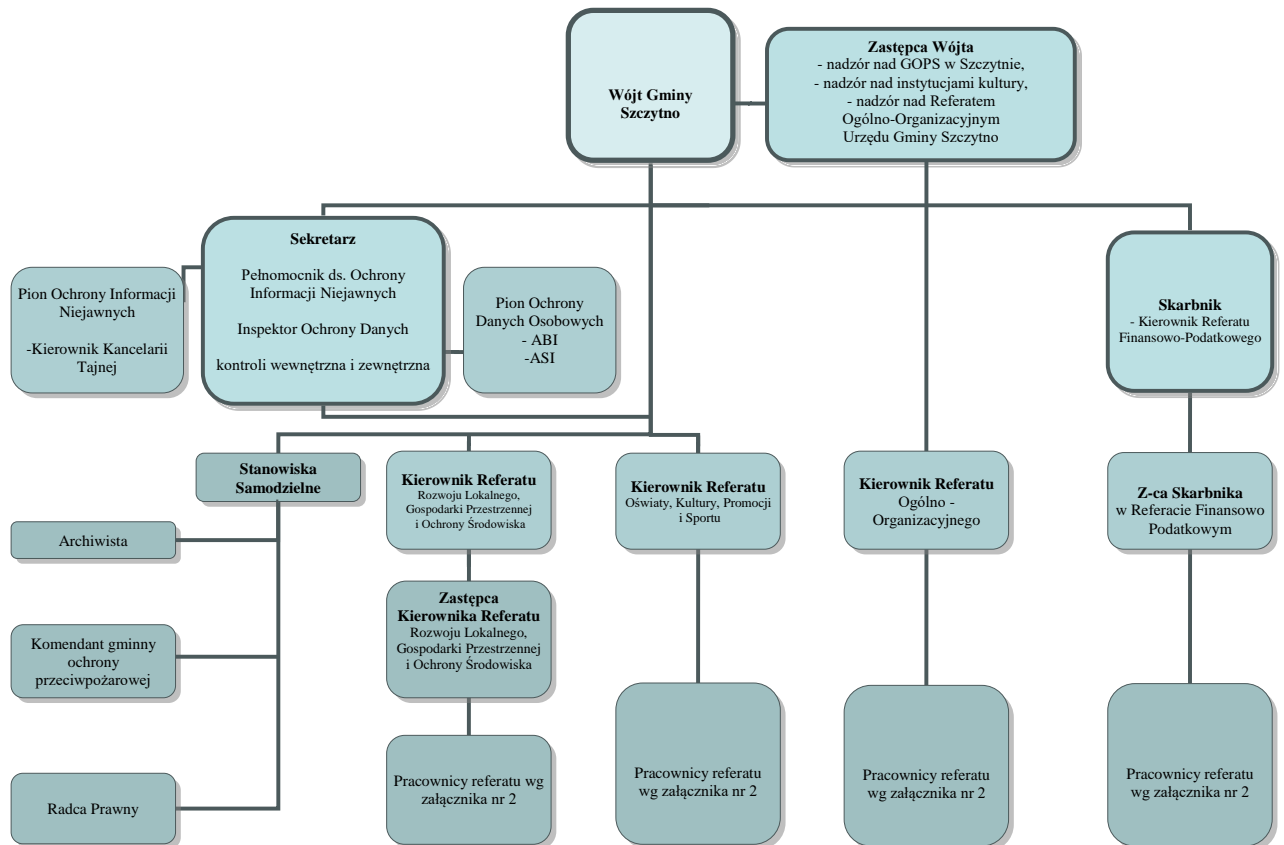 Wójt Gminy
Szczytno
Zastępca Wójta
- nadzór nad GOPS w Szczytnie,
- nadzór nad instytucjami kultury,
- nadzór nad Referatem
Ogólno-Organizacyjnym
Urzędu Gminy Szczytno
Pion Ochrony Informacji
Niejawnych
-Kierownik Kancelarii
Tajnej
Sekretarz
Pełnomocnik ds. Ochrony
Informacji Niejawnych
Inspektor Ochrony Danych
kontroli wewnętrzna i zewnętrzna
Pion Ochrony
Danych Osobowych
- ABI
-ASI
Skarbnik
- Kierownik Referatu
Finansowo-Podatkowego
Stanowiska
Samodzielne
Kierownik Referatu
Rozwoju Lokalnego,
Gospodarki Przestrzennej
i Ochrony Środowiska
Kierownik Referatu
Oświaty, Kultury, Promocji
i Sportu
Kierownik Referatu
Ogólno -
Organizacyjnego
Z-ca Skarbnika
w Referacie Finansowo
Podatkowym
Archiwista
Komendant gminny
ochrony
przeciwpożarowej
Radca Prawny
Zastępca
Kierownika Referatu
Rozwoju Lokalnego,
Gospodarki Przestrzennej
i Ochrony Środowiska
Pracownicy referatu wg
załącznika nr 2
Pracownicy referatu
wg załącznika nr 2
Pracownicy referatu
wg załącznika nr 2
Pracownicy referatu
wg załącznika nr 2